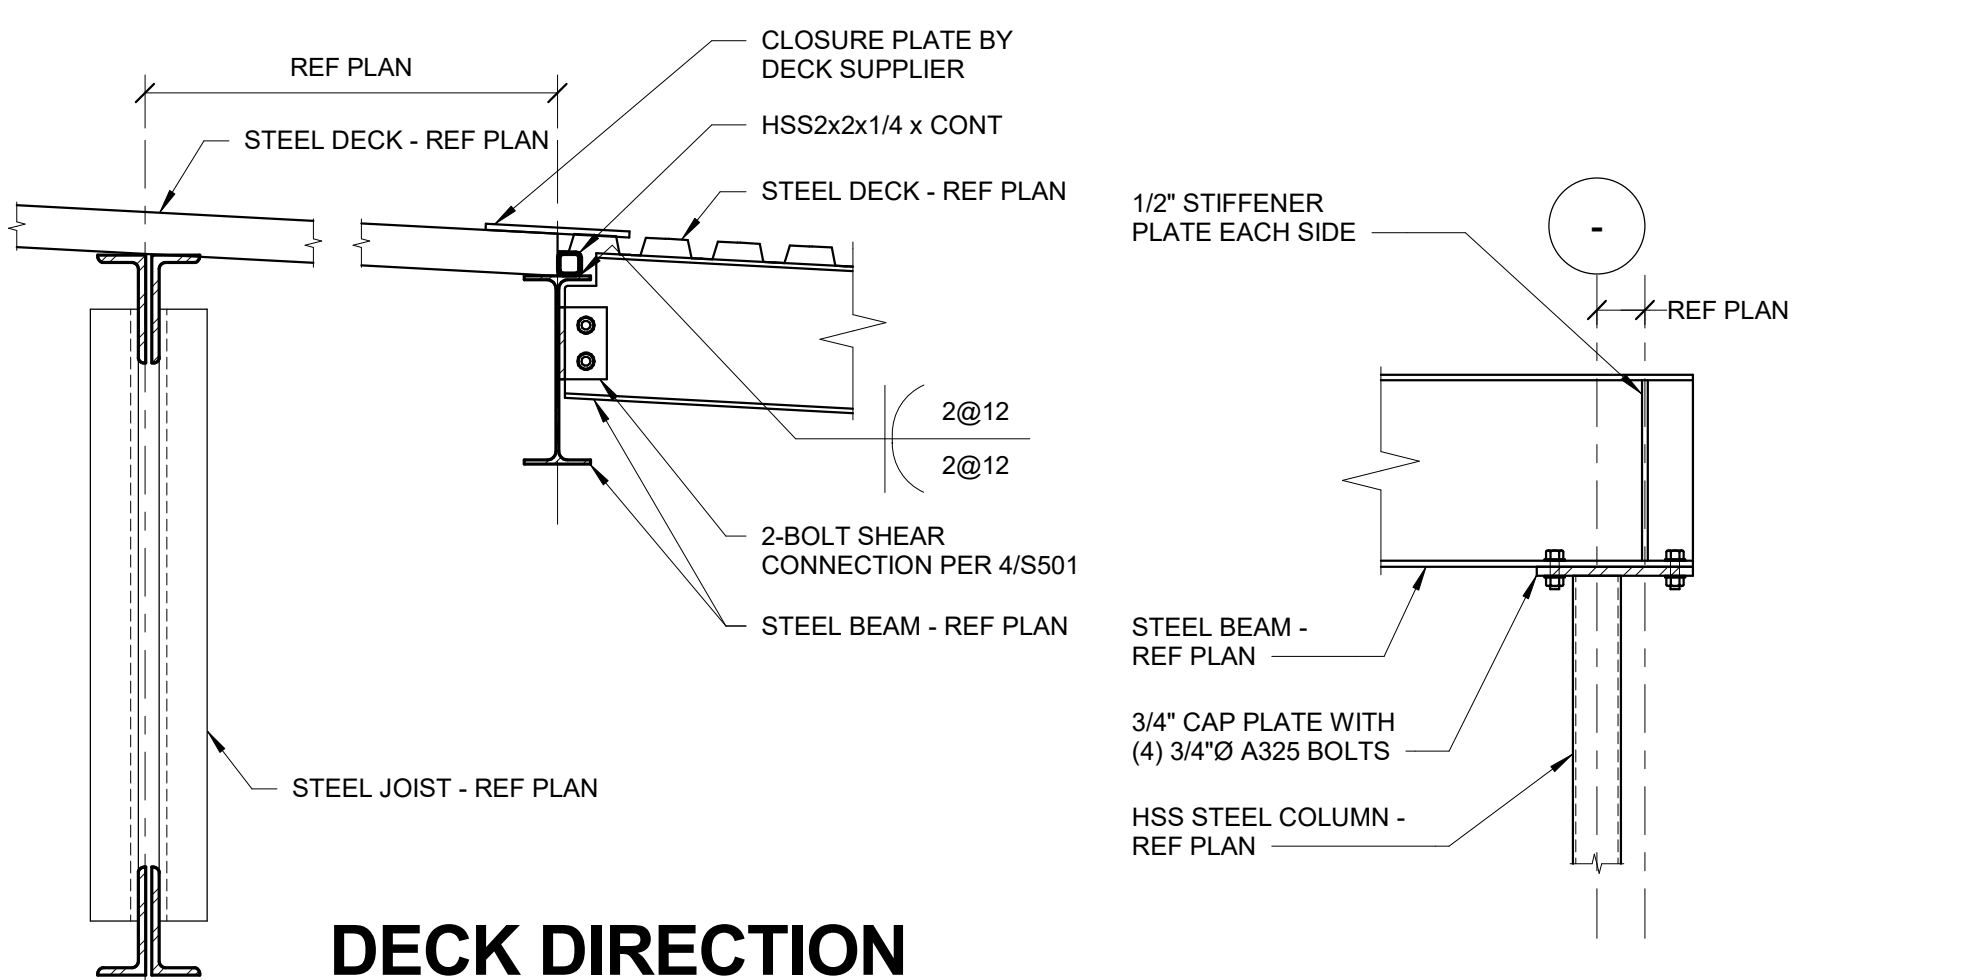 REF PLAN
STEEL DECK - REF PLAN
CLOSURE PLATE BY
DECK SUPPLIER
HSS2x2x1/4 x CONT
STEEL DECK - REF PLAN
2@12
2@12
2-BOLT SHEAR
CONNECTION PER 4/S501
STEEL BEAM - REF PLAN
STEEL JOIST - REF PLAN
DECK DIRECTION
1/2" STIFFENER
PLATE EACH SIDE
-
REF PLAN
STEEL BEAM -
REF PLAN
3/4" CAP PLATE WITH
(4) 3/4"Ø A325 BOLTS
HSS STEEL COLUMN -
REF PLAN